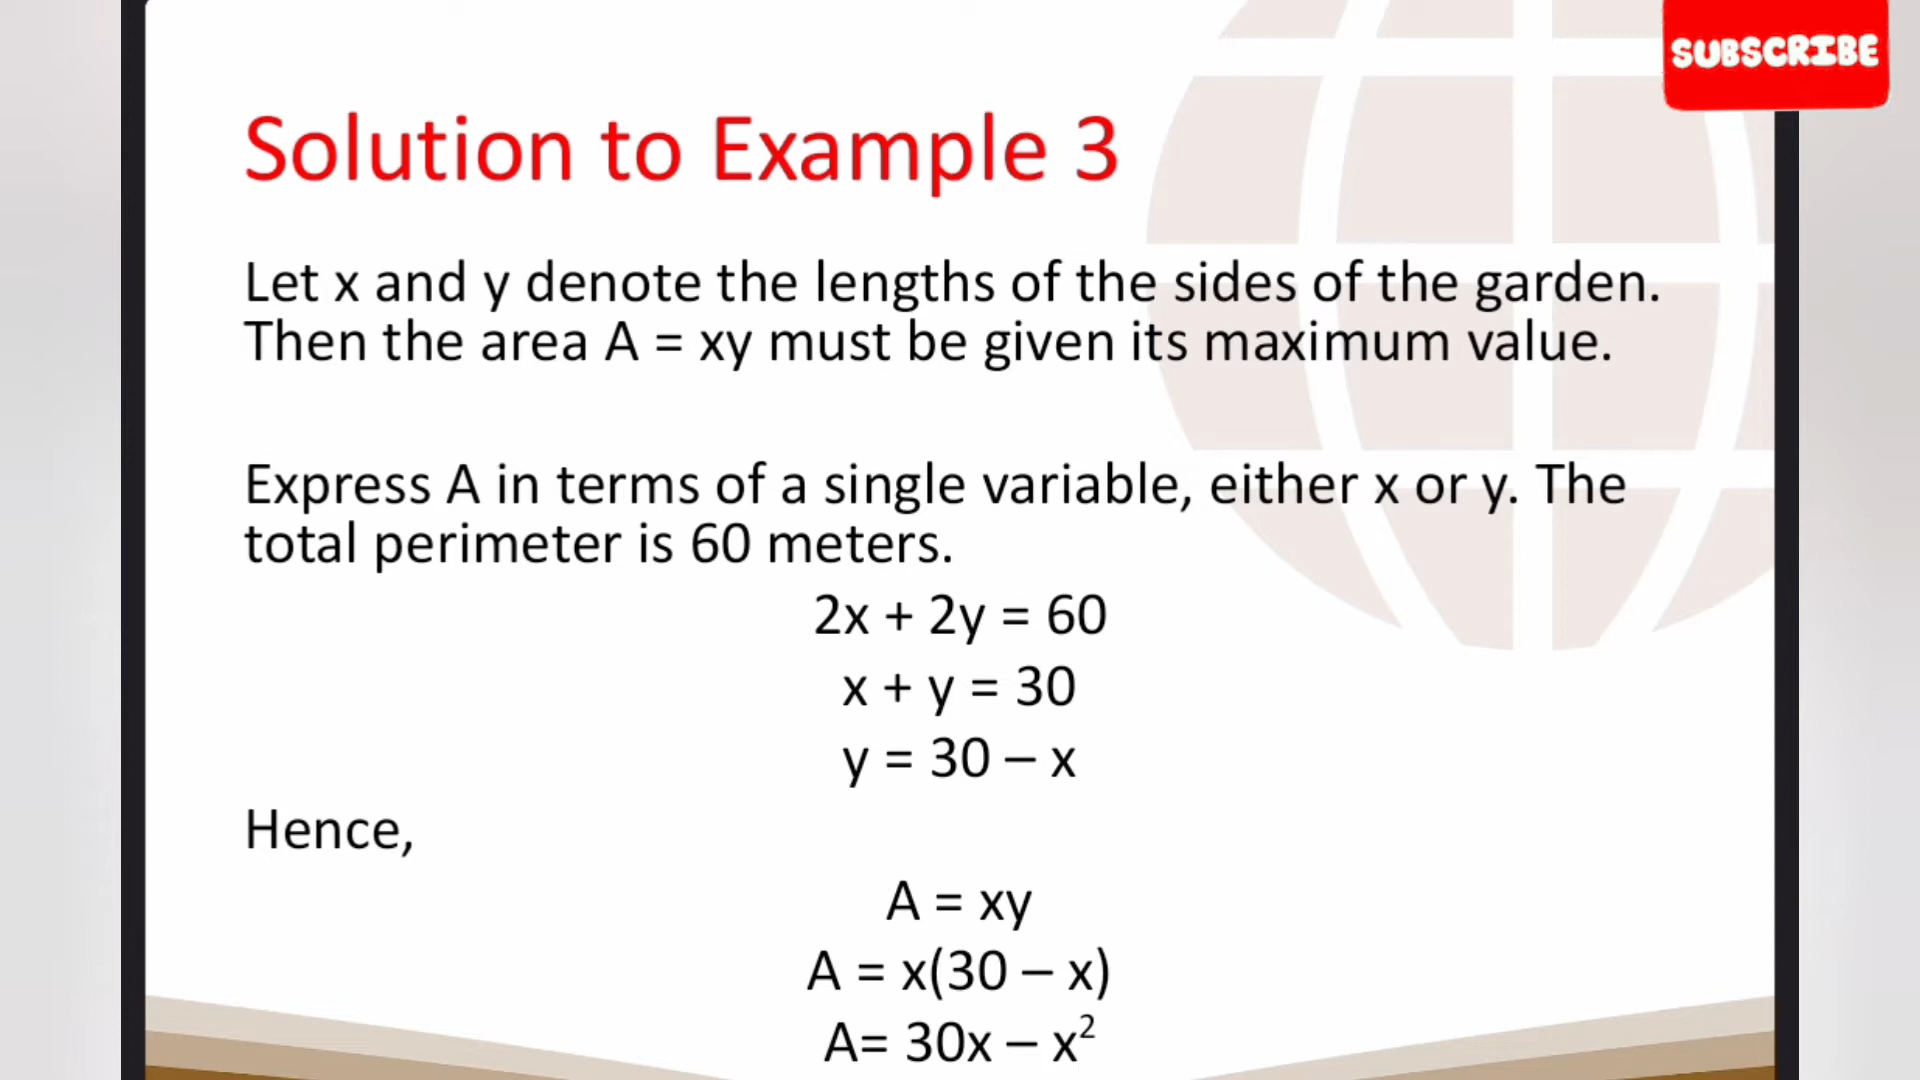 SUBSCRIBE
Solution to Example 3
Let x and y denote the lengths of the sides of the garden.
Then the area A = xy must be given its maximum value.
Express A in terms of a single variable, either x or y. The
total perimeter is 60 meters.
2x + 2y = 60
x + y = 30
y = 30 – x
Hence,
A = xy
A = x(30 – x)
A= 30x – x²